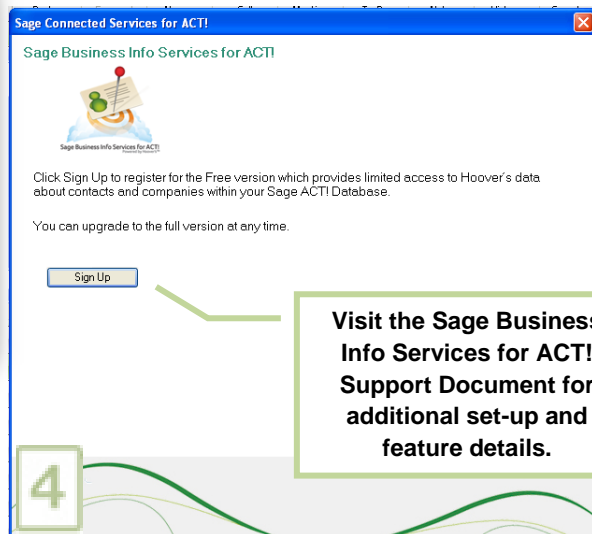 Sage Connected Services for ACT!
Sage Business Info Services for ACT!
Sage Business Info Services for ACT!
Powered by Hoover's
Click Sign Up to register for the Free version which provides limited access to Hoover's data
about contacts and companies within your Sage ACT! Database.
You can upgrade to the full version at any time.
Sign Up
Visit the Sage Business
Info Services for ACT!
Support Document for
additional set-up and
feature details.
4